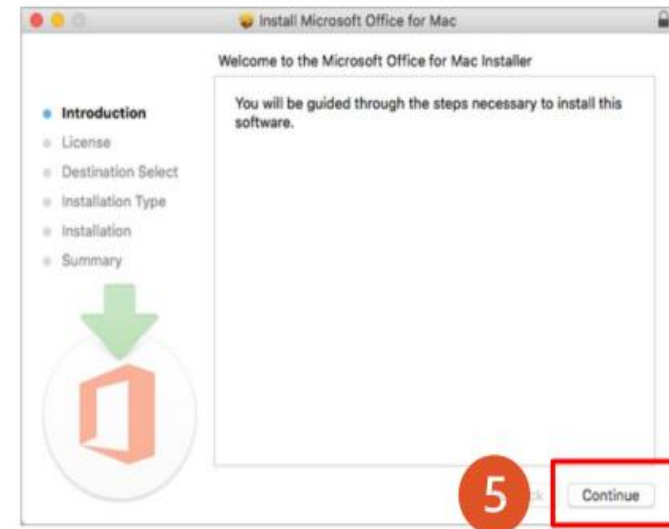 Install Microsoft Office for Mac
Welcome to the Microsoft Office for Mac Installer
Introduction
License
Destination Select
Installation Type
Installation
Summary
You will be guided through the steps necessary to install this
software.
5
Continue